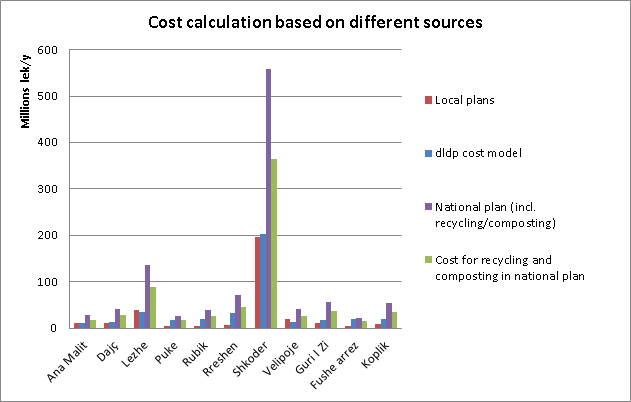 Cost calculation based on different sources
Millions lek/y
600
500
400
300
200
100
0
Ana Malit
Dajç
Lezhe
Puke
Rubik
Rreshen
Shkoder
Velipoje
Guri I Zi
Fushe arrez
Koplik
Local plans
dldp cost model
National plan (incl.
recycling/composting)
Cost for recycling and
composting in national plan